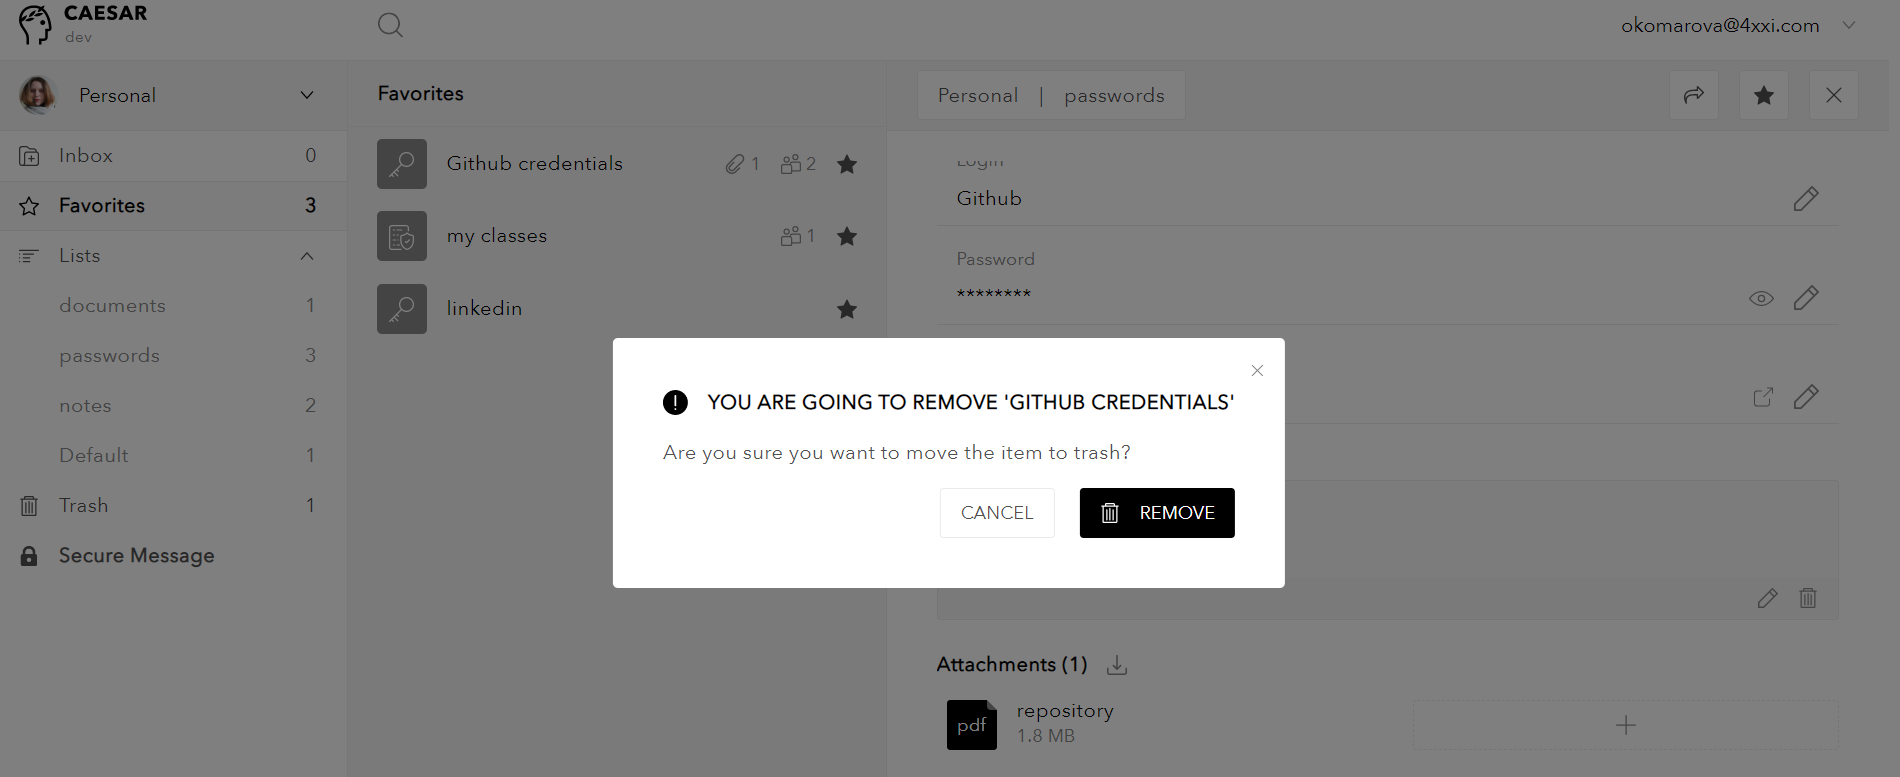 CAESAR
dev
okomarova@4xxi.com
Personal
Inbox 0
Favorites 3
Lists
documents 1
passwords 3
notes 2
Default 1
Trash 1
Secure Message
Favorites
Github credentials 1 2
my classes 1
linkedin
Personal | passwords
Login
Github
Password
********
YOU ARE GOING TO REMOVE 'GITHUB CREDENTIALS'
Are you sure you want to move the item to trash?
CANCEL
REMOVE
Attachments (1)
pdf
repository
1.8 MB